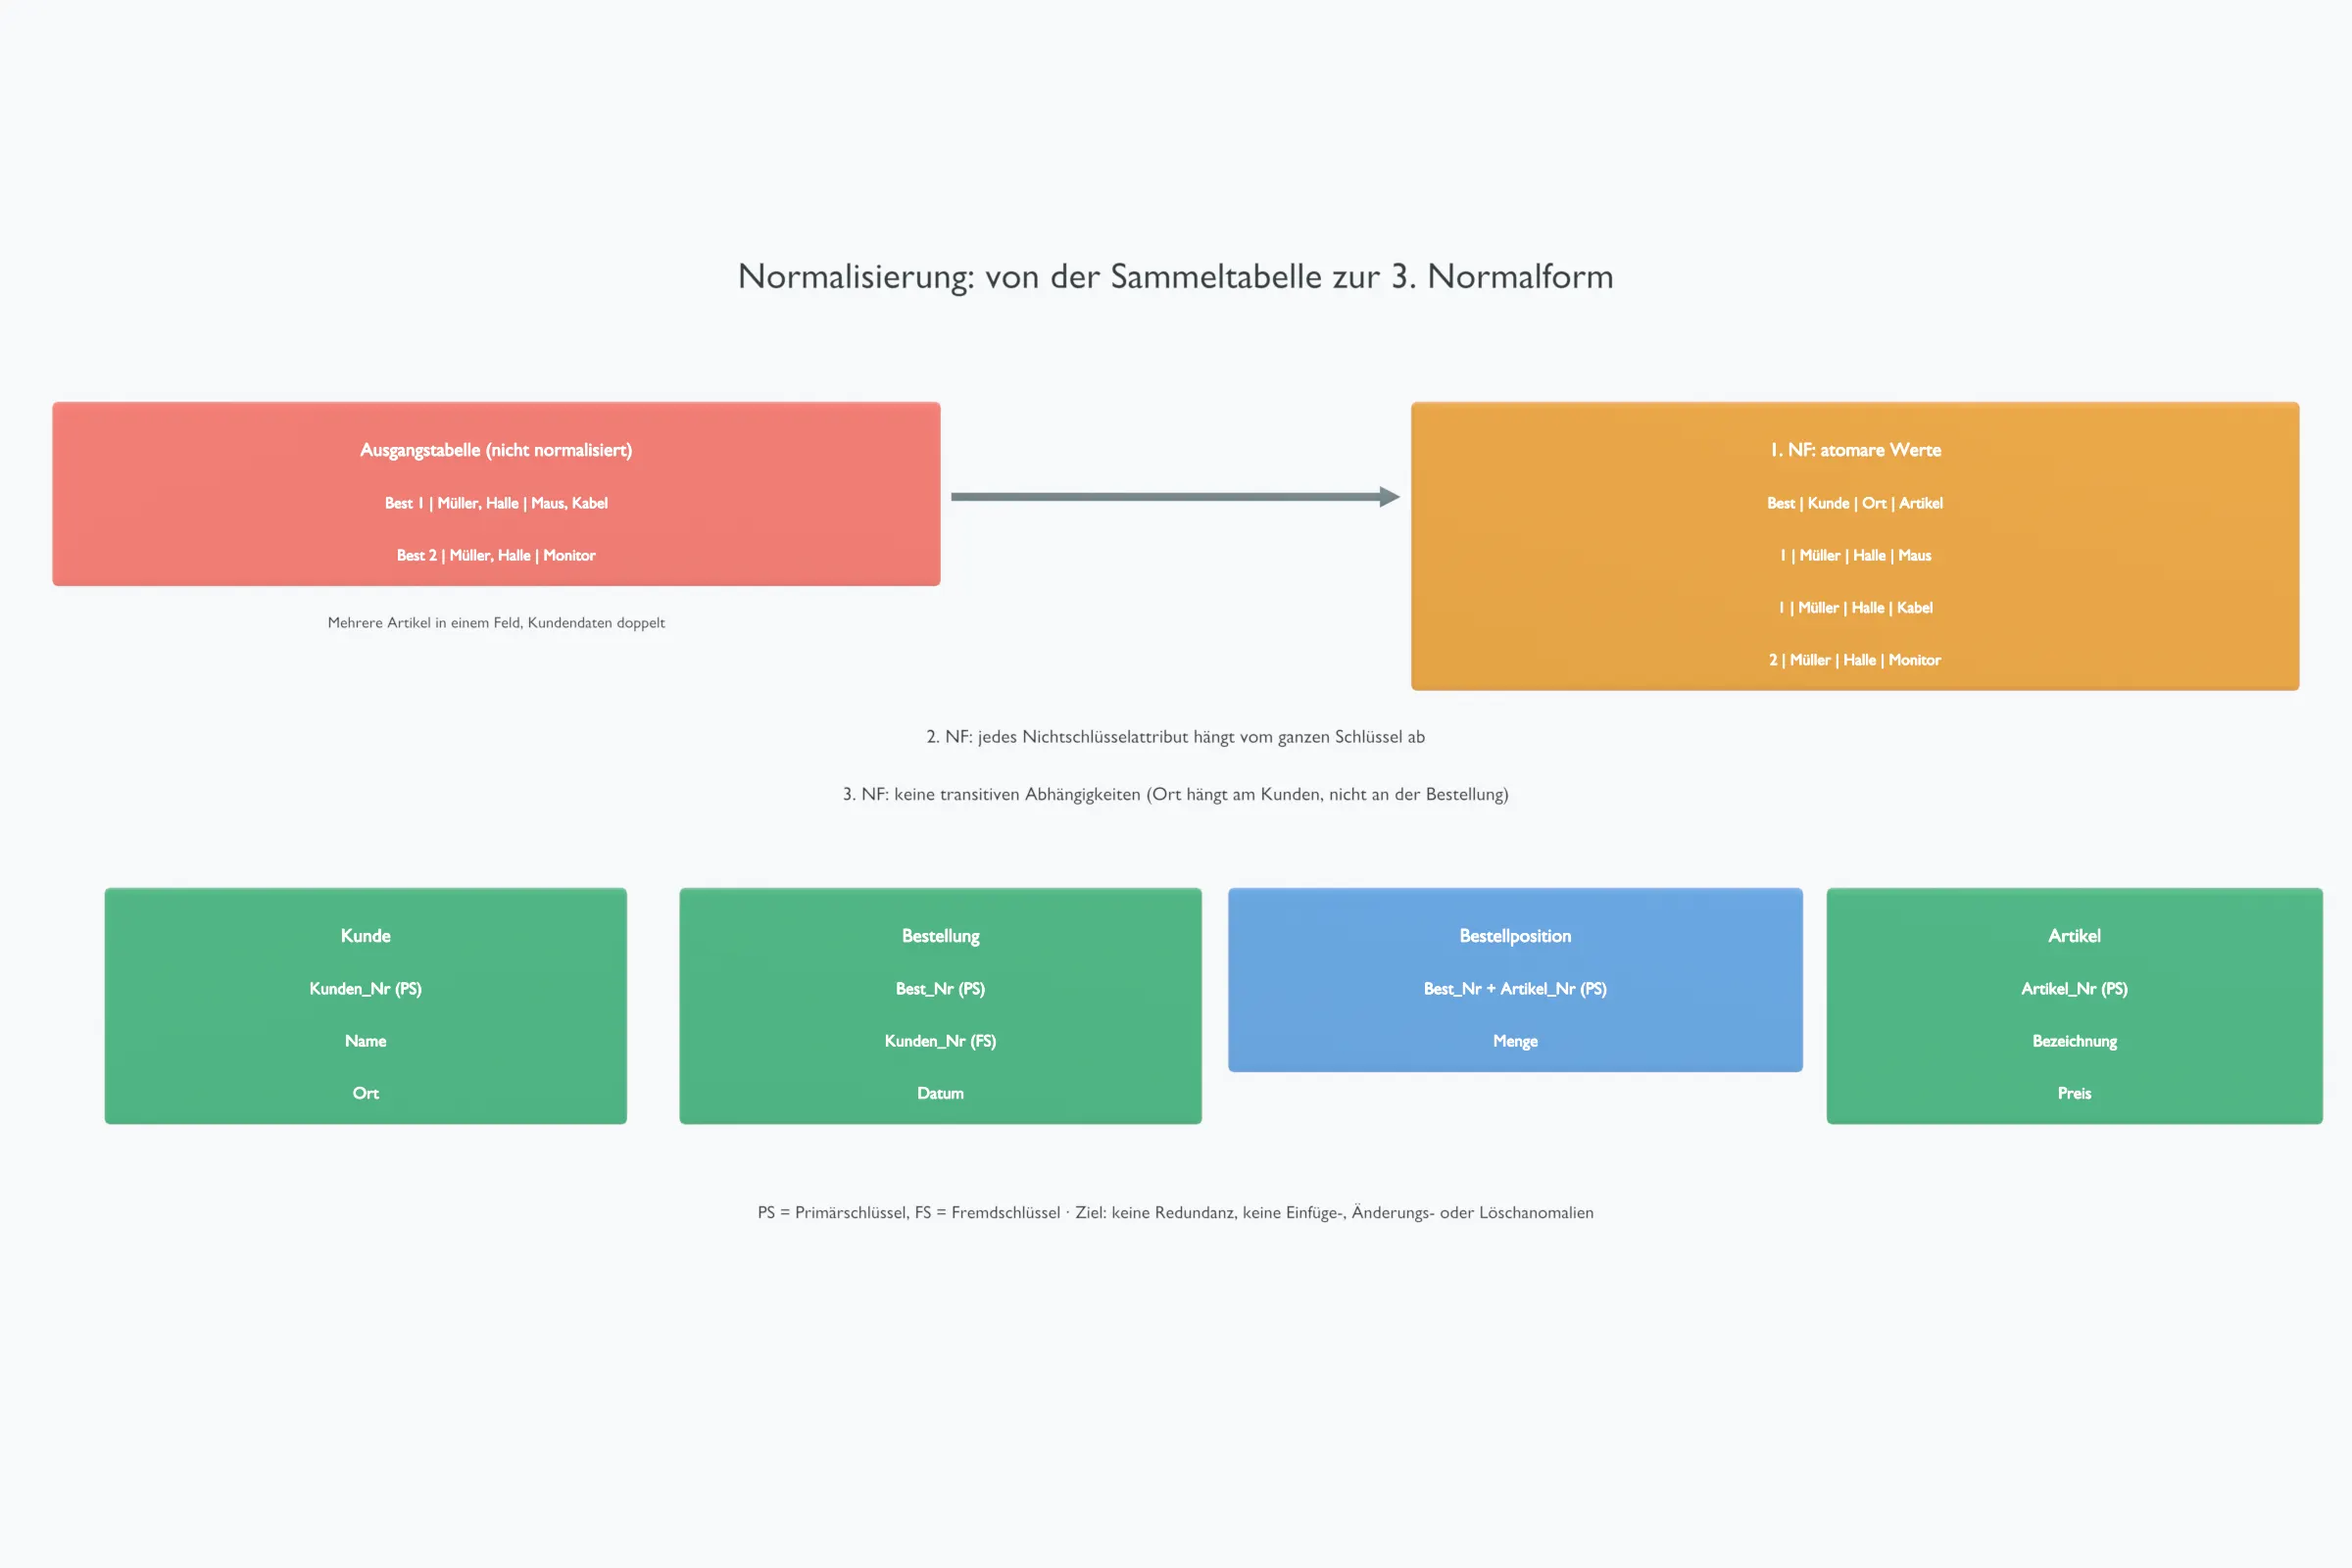 Normalisierung: von der Sammeltabelle zur 3. Normalform
Ausgangstabelle (nicht normalisiert)
Best 1 | Müller, Halle | Maus, Kabel
Best 2 | Müller, Halle | Monitor
Mehrere Artikel in einem Feld, Kundendaten doppelt
1. NF: atomare Werte
Best | Kunde | Ort | Artikel
1 | Müller | Halle | Maus
1 | Müller | Halle | Kabel
2 | Müller | Halle | Monitor
2. NF: jedes Nichtschlüsselattribut hängt vom ganzen Schlüssel ab
3. NF: keine transitiven Abhängigkeiten (Ort hängt am Kunden, nicht an der Bestellung)
Kunde
Kunden_Nr (PS)
Name
Ort
Bestellung
Best_Nr (PS)
Kunden_Nr (FS)
Datum
Bestellposition
Best_Nr + Artikel_Nr (PS)
Menge
Artikel
Artikel_Nr (PS)
Bezeichnung
Preis
PS = Primärschlüssel, FS = Fremdschlüssel · Ziel: keine Redundanz, keine Einfüge-, Änderungs- oder Löschanomalien